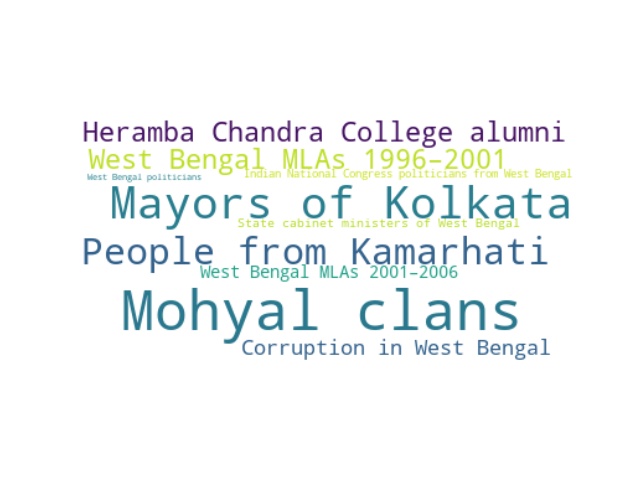 Heramba Chandra College alumni
West Bengal MLAs 1996–2001
Indian National Congress politicians from West Bengal
West Bengal politicians
Mayors of Kolkata
State cabinet ministers of West Bengal
People from Kamarhati
West Bengal MLAs 2001–2006
Mohyal clans
Corruption in West Bengal